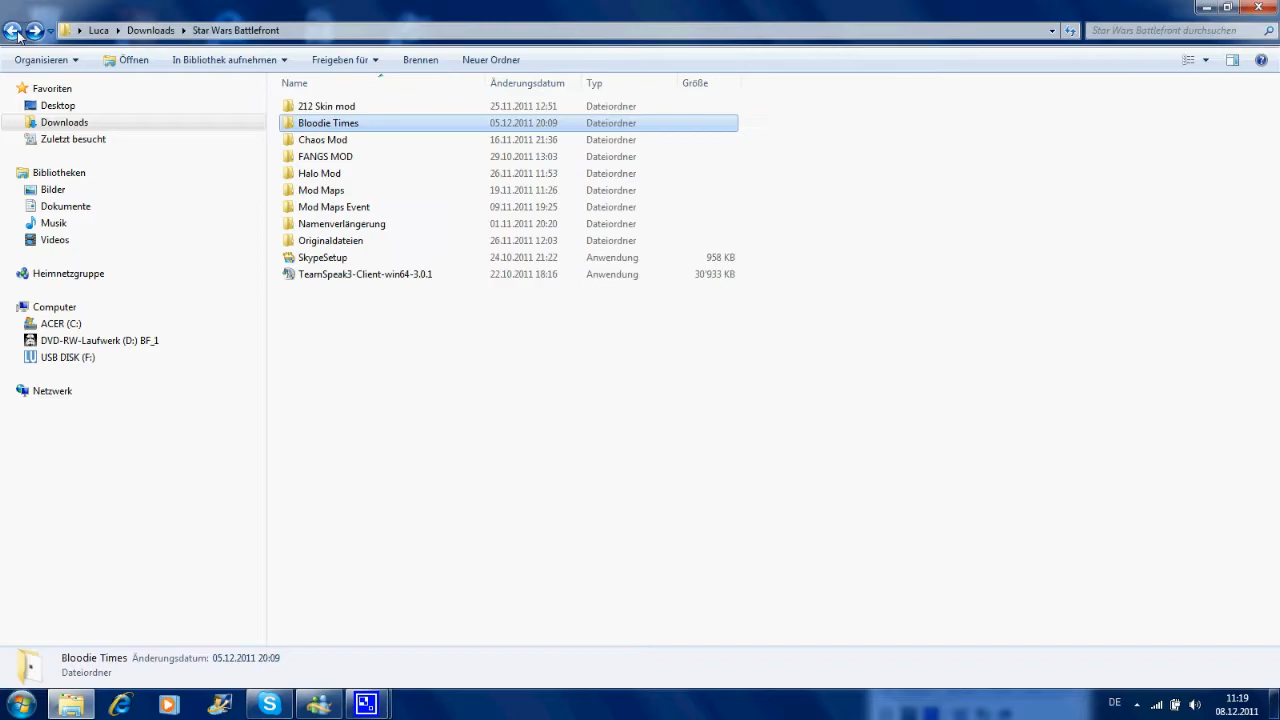 Luca Downloads Star Wars Battlefront Star Wars Battlefront durchsuchen
Organisieren Öffnen In Bibliothek aufnehmen Freigeben für Brennen Neuer Ordner
Name Änderungsdatum Typ Größe
Favoriten
Desktop
Downloads
Zuletzt besucht
Bibliotheken
Bilder
Dokumente
Musik
Videos
Heimnetzgruppe
Computer
ACER (C:)
DVD-RW-Laufwerk (D:) BF_1
USB DISK (F:)
Netzwerk
212 Skin mod 25.11.2011 12:51 Dateiordner
Bloodie Times 05.12.2011 20:09 Dateiordner
Chaos Mod 16.11.2011 21:36 Dateiordner
FANGS MOD 29.10.2011 13:03 Dateiordner
Halo Mod 26.11.2011 11:53 Dateiordner
Mod Maps 19.11.2011 11:26 Dateiordner
Mod Maps Event 09.11.2011 19:25 Dateiordner
Namenverlängerung 01.11.2011 20:20 Dateiordner
Originaldateien 26.11.2011 12:03 Dateiordner
SkypeSetup 24.10.2011 21:22 Anwendung 958 KB
TeamSpeak3-Client-win64-3.0.1 22.10.2011 18:16 Anwendung 30'933 KB
Bloodie Times Änderungsdatum: 05.12.2011 20:09
Dateiordner
DE 11:19
08.12.2011